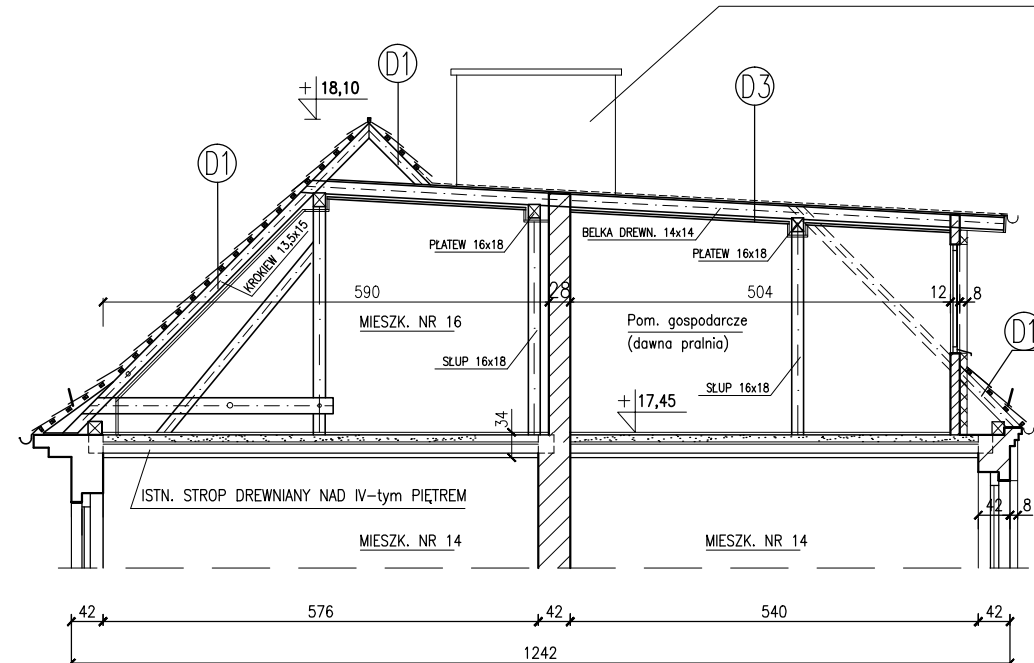 D1
+ 18,10
D3
D1
BELKA DREWN. 14x14
PŁATEW 16x18
PŁATEW 16x18
KROKIEW 13,5x15
590
28
504
12
8
MIESZK. NR 16
Pom. gospodarcze
(dawna pralnia)
D1
SŁUP 16x18
SŁUP 16x18
+ 17,45
34
ISTN. STROP DREWNIANY NAD IV-tym PIĘTREM
42
8
MIESZK. NR 14
MIESZK. NR 14
42
576
42
540
42
1242